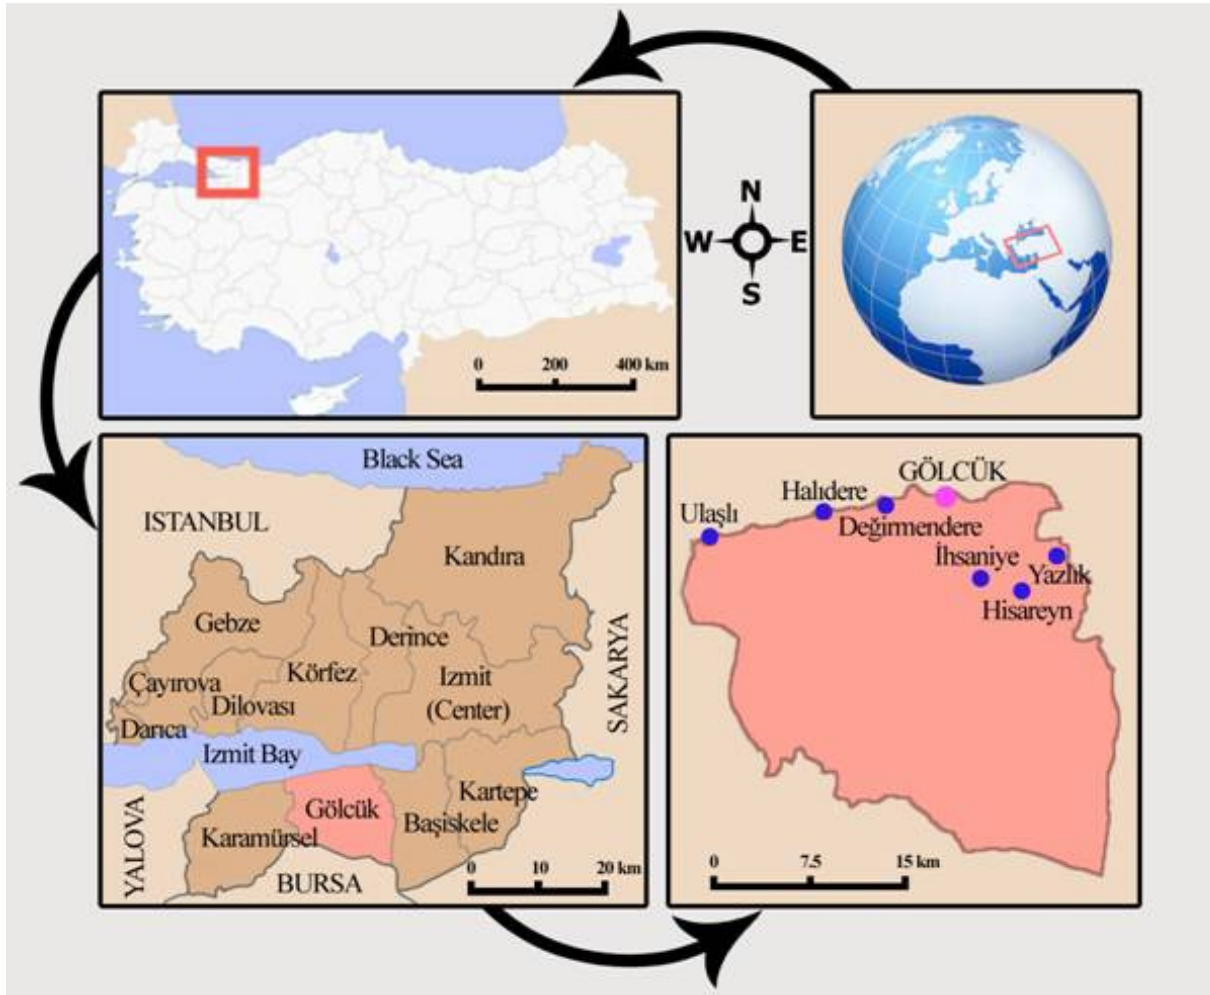 N
W
E
S
0
200
400 km
Black Sea
ISTANBUL
Kandıra
Gebze
Derince
Körfez
Izmit
(Center)
Çayırova
Dilovası
Darıca
Izmit Bay
SAKARYA
YALOVA
Karamürsel
Gölcük
Kartepe
Başiskele
BURSA
0
10
20 km
GÖLCÜK
Halıdere
Ulaşlı
Değirmendere
İhsaniye
Yazlık
Hisareyn
0
7.5
15 km